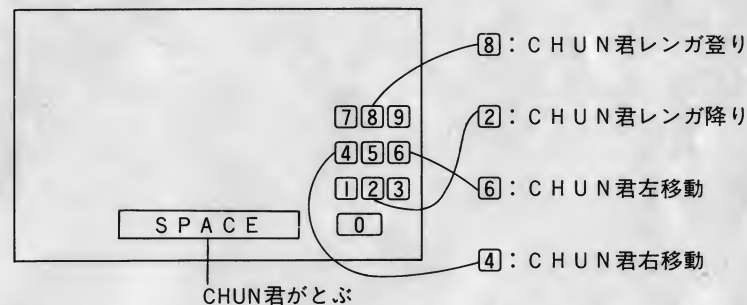 8：CHUN君レンガ登り
789
2：CHUN君レンガ降り
456
123
6：CHUN君左移動
SPACE 0
4：CHUN君右移動
CHUN君がとぶ